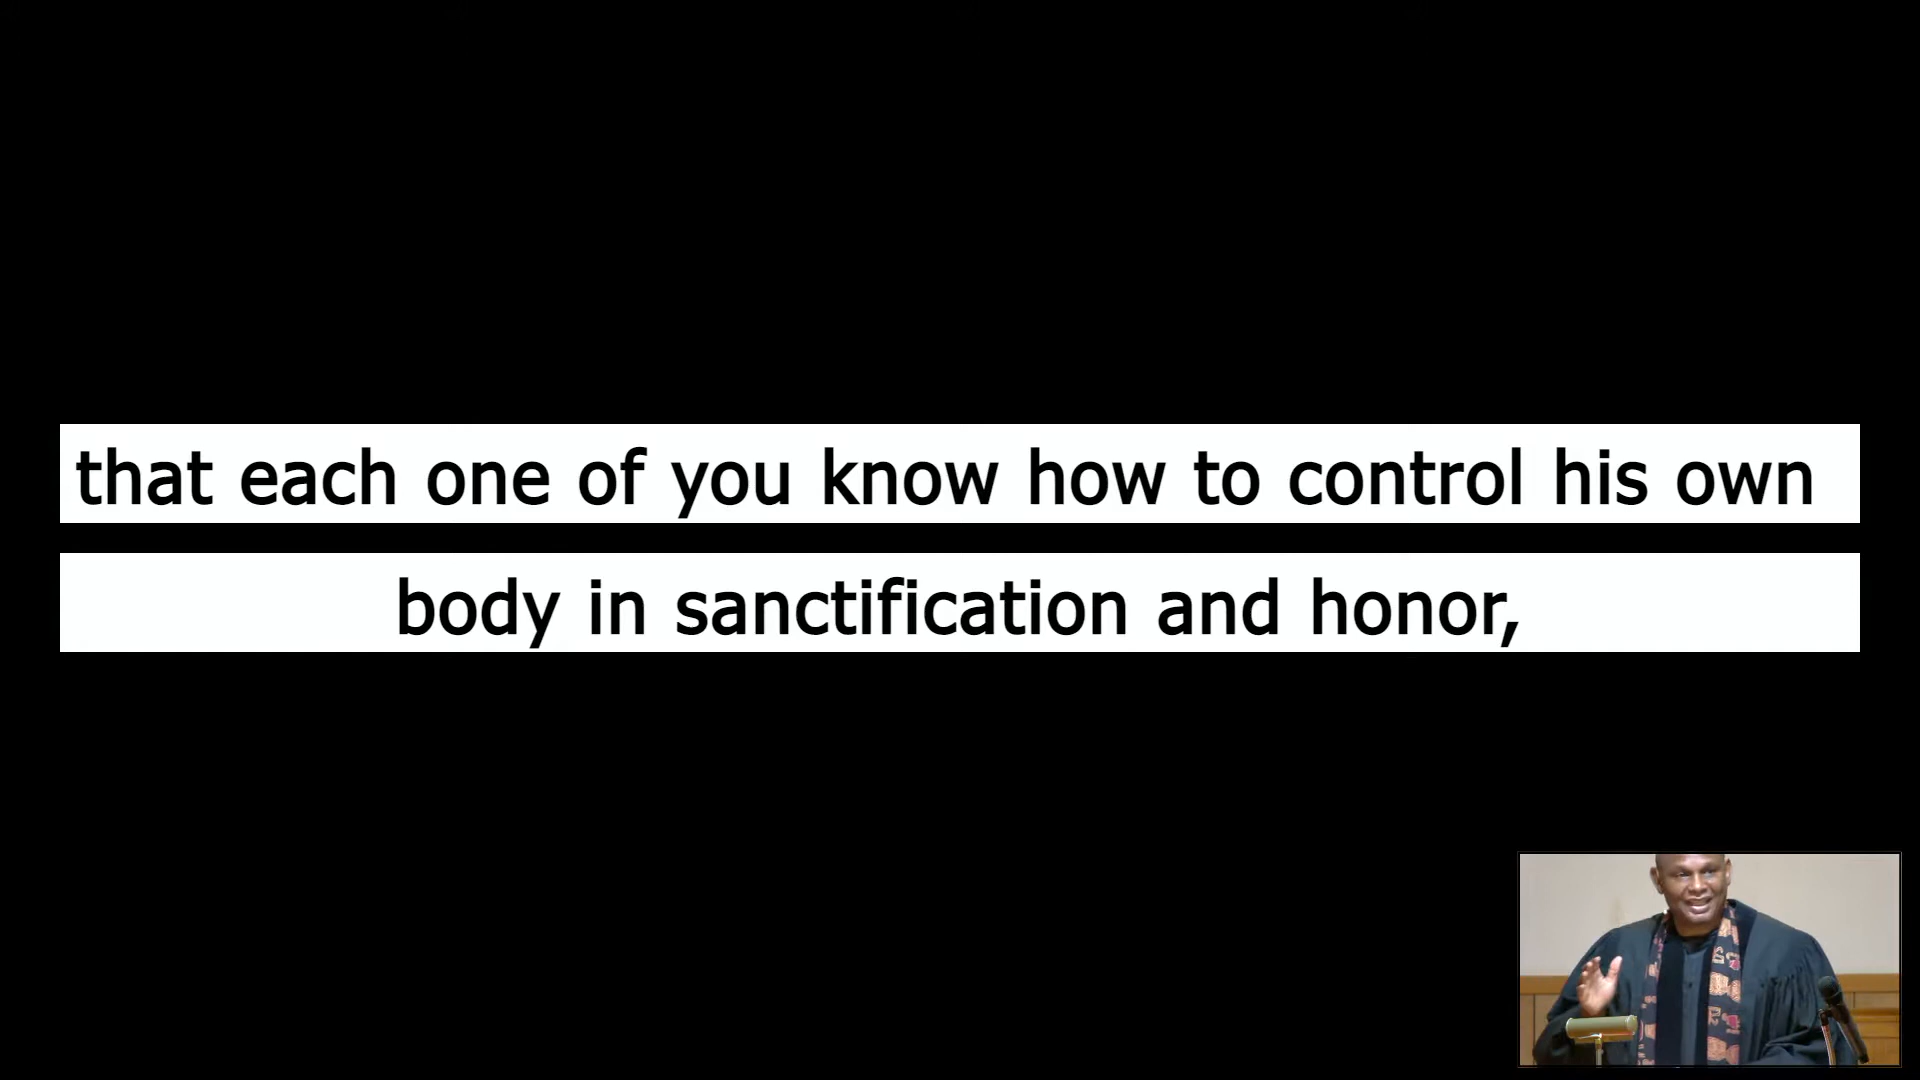 that each one of you know how to control his own
body in sanctification and honor,